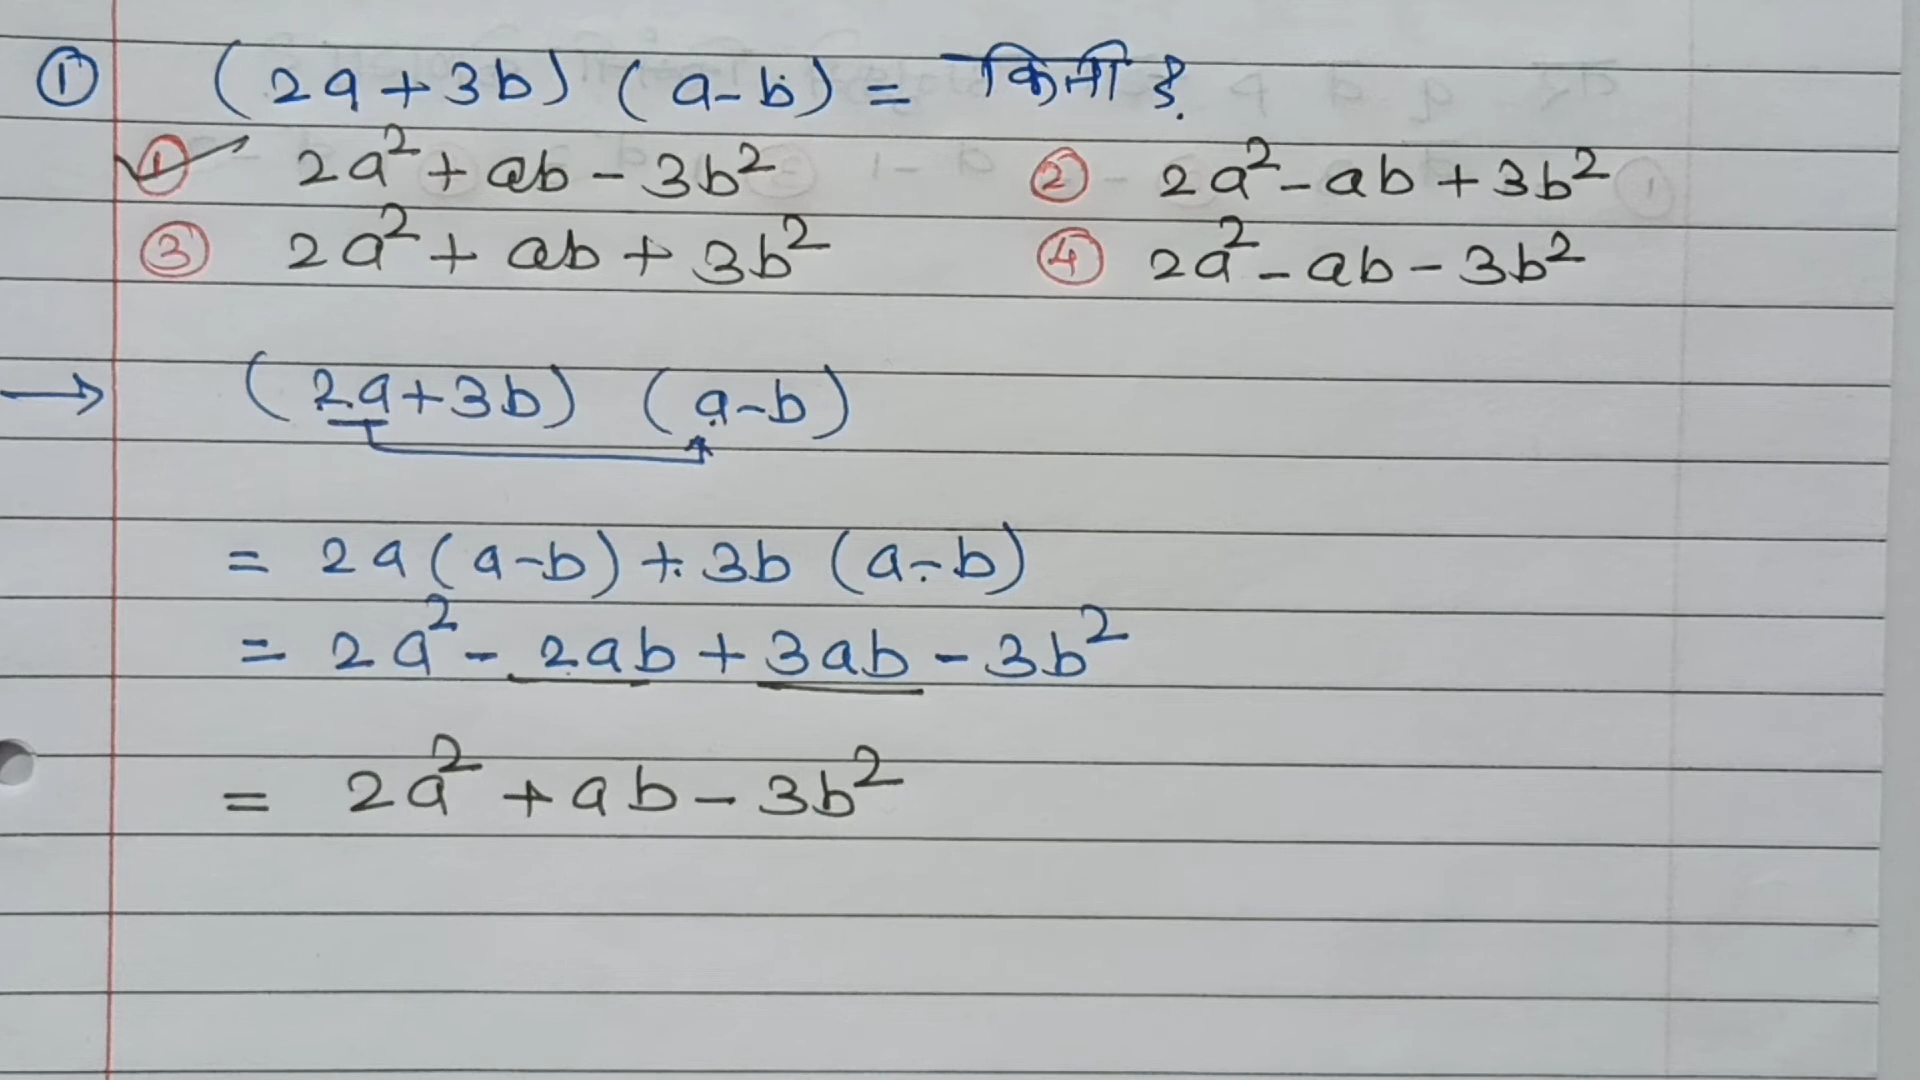 ① (2a+3b) (a-b) = किती ?
① 2a² + ab - 3b² ② 2a² - ab + 3b²
③ 2a² + ab + 3b² ④ 2a² - ab - 3b²
→ (2a+3b) (a-b)
= 2a (a-b) + 3b (a-b)
= 2a² - 2ab + 3ab - 3b²
= 2a² + ab - 3b²